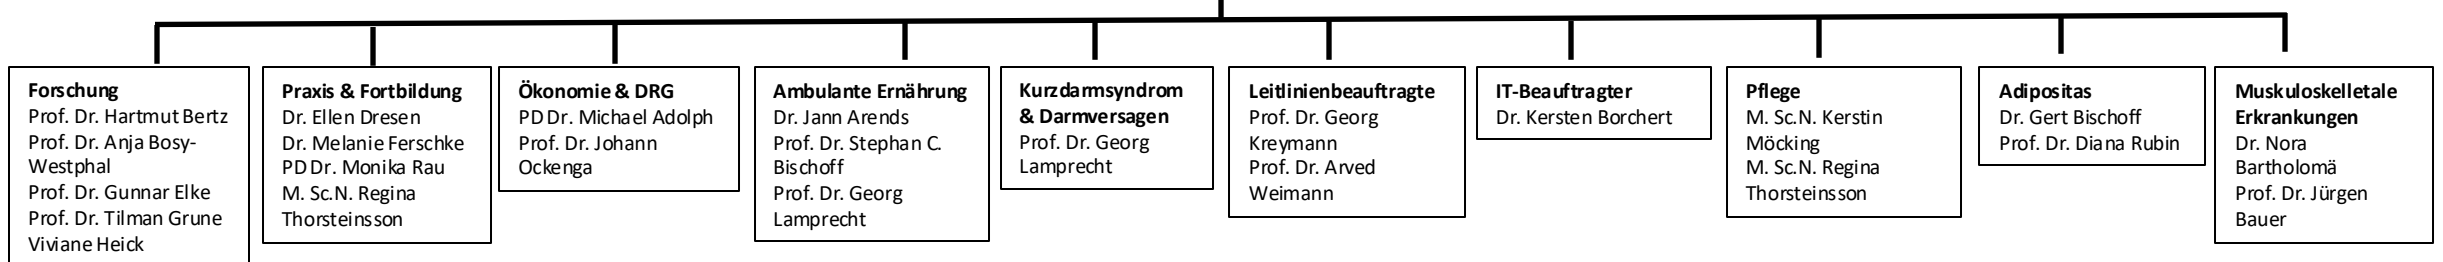 Forschung
Prof. Dr. Hartmut Bertz
Prof. Dr. Anja Bosy-
Westphal
Prof. Dr. Gunnar Elke
Prof. Dr. Tilman Grune
Viviane Heick
Praxis & Fortbildung
Dr. Ellen Dresen
Dr. Melanie Ferschke
PD Dr. Monika Rau
M. Sc.N. Regina
Thorsteinsson
Ökonomie & DRG
PD Dr. Michael Adolph
Prof. Dr. Johann
Ockenga
Ambulante Ernährung
Dr. Jann Arends
Prof. Dr. Stephan C.
Bischoff
Prof. Dr. Georg
Lamprecht
Kurzdarmsyndrom
& Darmversagen
Prof. Dr. Georg
Lamprecht
Leitlinienbeauftragte
Prof. Dr. Georg
Kreymann
Prof. Dr. Arved
Weimann
IT-Beauftragter
Dr. Kersten Borchert
Pflege
M. Sc.N. Kerstin
Möcking
M. Sc.N. Regina
Thorsteinsson
Adipositas
Dr. Gert Bischoff
Prof. Dr. Diana Rubin
Muskuloskelletale
Erkrankungen
Dr. Nora
Bartholomä
Prof. Dr. Jürgen
Bauer